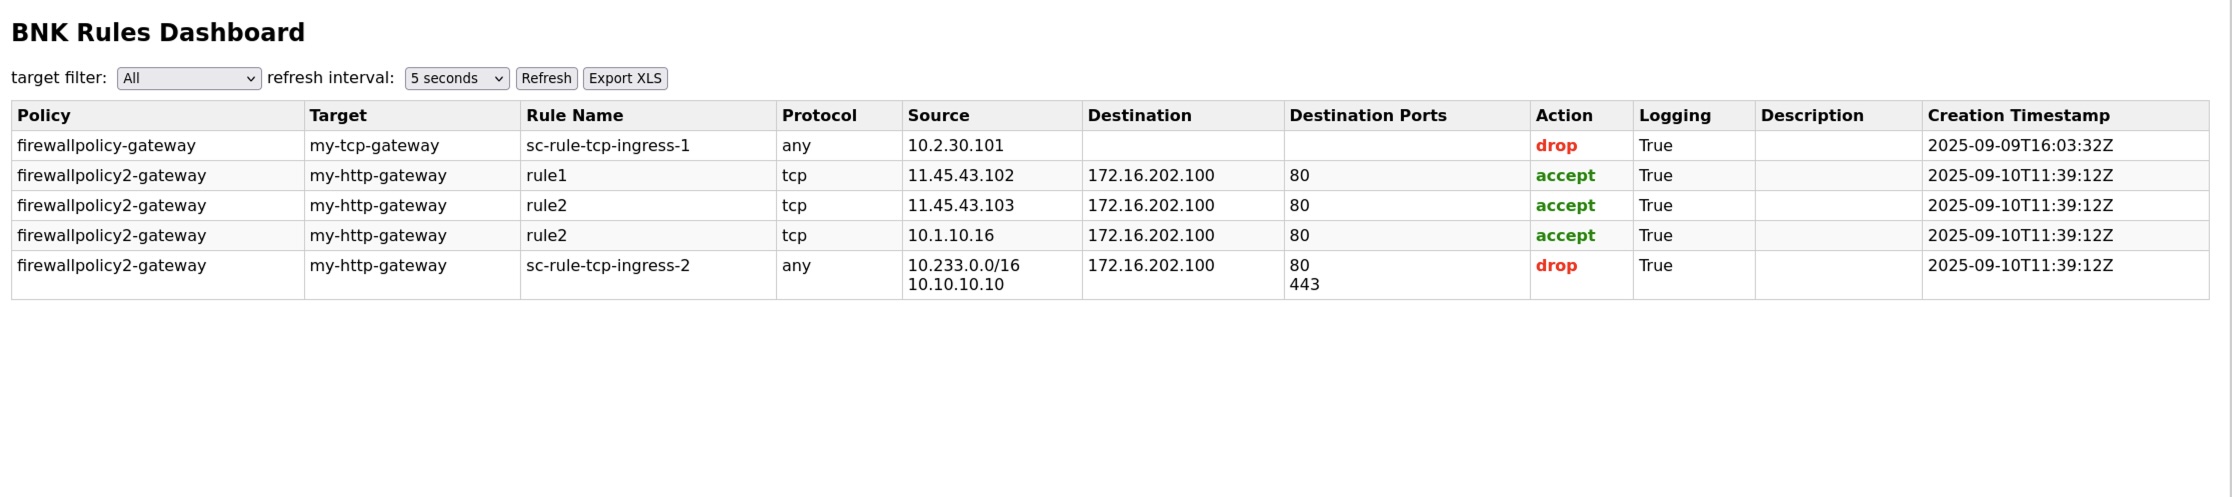 BNK Rules Dashboard
target filter: All refresh interval: 5 seconds Refresh Export XLS
Policy Target Rule Name Protocol Source Destination Destination Ports Action Logging Description Creation Timestamp
firewallpolicy-gateway my-tcp-gateway sc-rule-tcp-ingress-1 any 10.2.30.101 drop True 2025-09-09T16:03:32Z
firewallpolicy2-gateway my-http-gateway rule1 tcp 11.45.43.102 172.16.202.100 80 accept True 2025-09-10T11:39:12Z
firewallpolicy2-gateway my-http-gateway rule2 tcp 11.45.43.103 172.16.202.100 80 accept True 2025-09-10T11:39:12Z
firewallpolicy2-gateway my-http-gateway rule2 tcp 10.1.10.16 172.16.202.100 80 accept True 2025-09-10T11:39:12Z
firewallpolicy2-gateway my-http-gateway sc-rule-tcp-ingress-2 any 10.233.0.0/16 172.16.202.100 80 drop True 2025-09-10T11:39:12Z
10.10.10.10 443